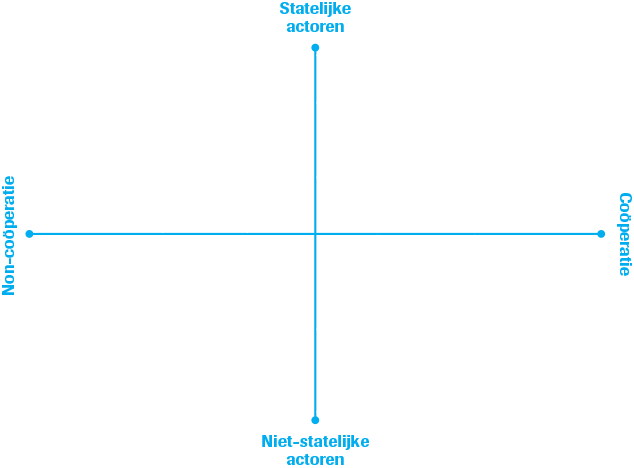 Statelijke
actoren
Non-coöperatie
Coöperatie
Niet-statelijke
actoren